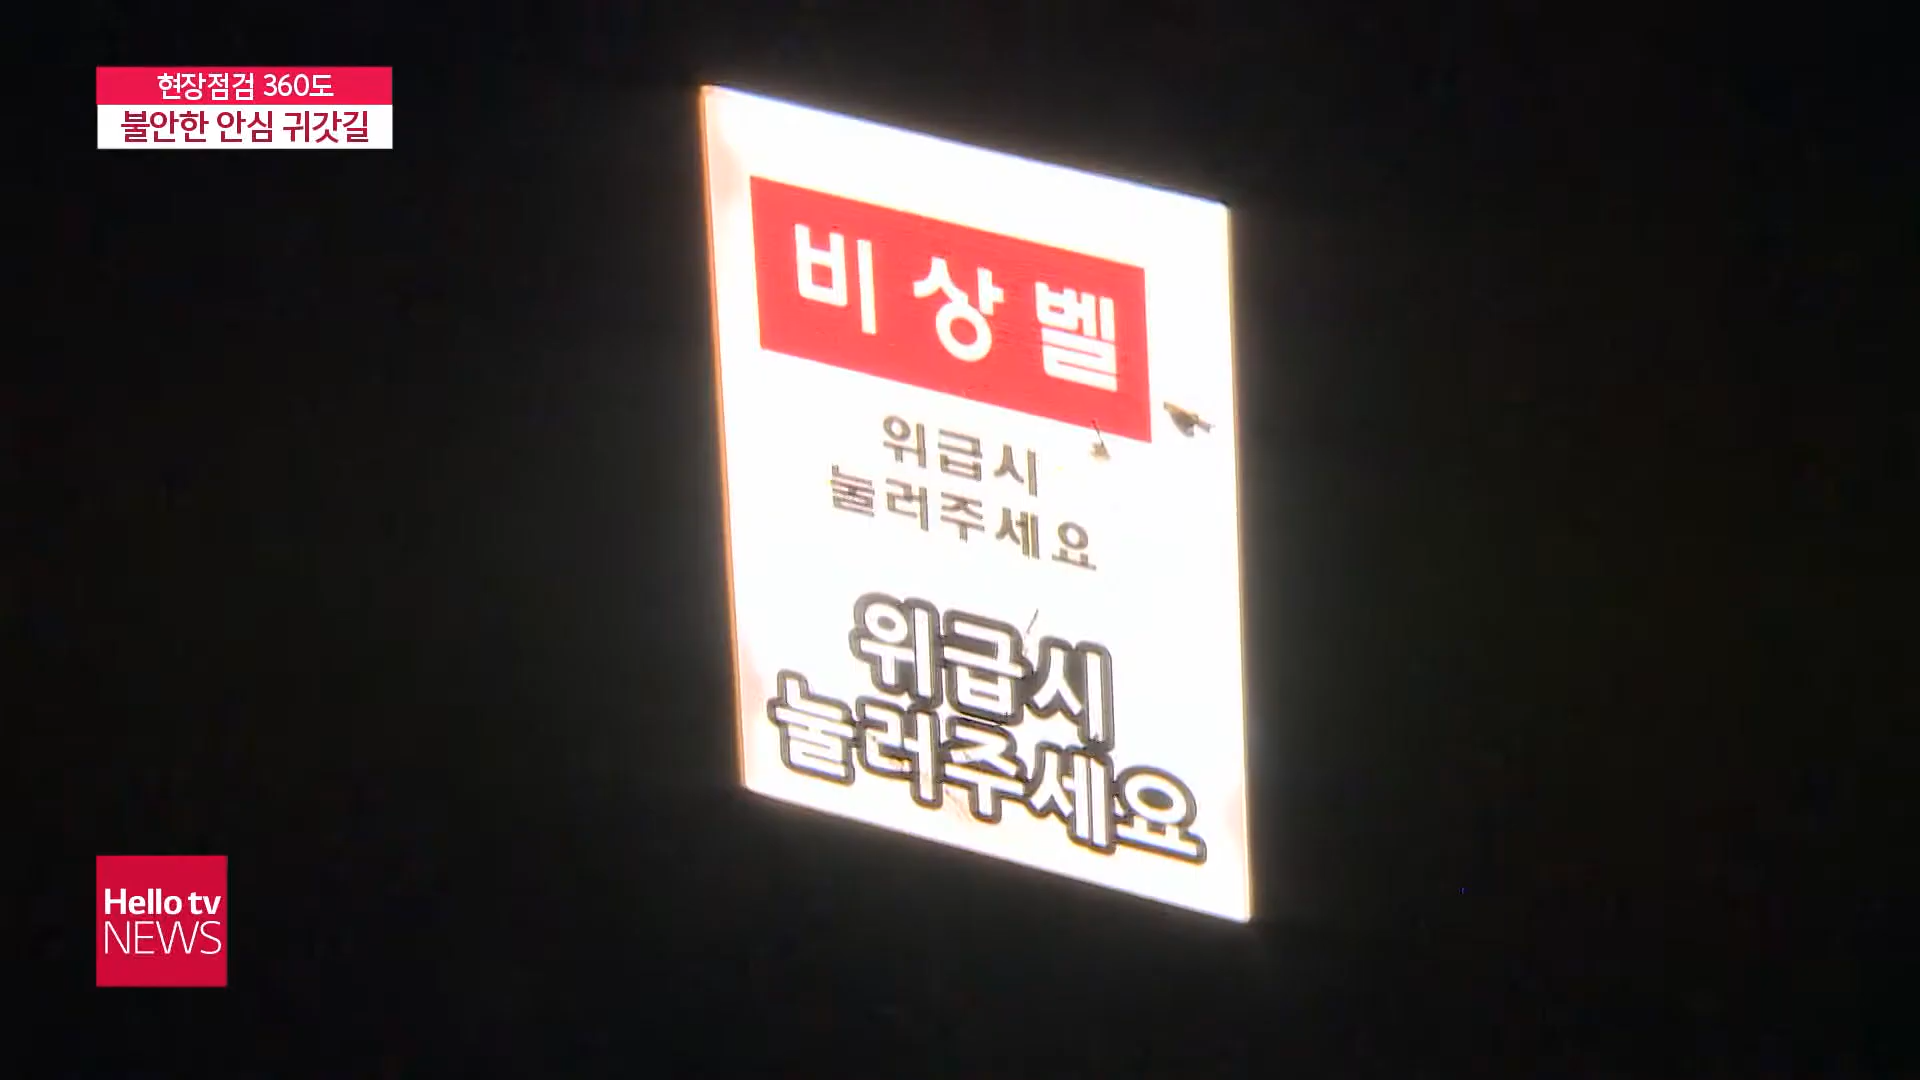 현장점검 360도
불안한 안심 귀갓길
비상벨
위급시
눌러주세요
위급시
눌러주세요
Hello tv
NEWS